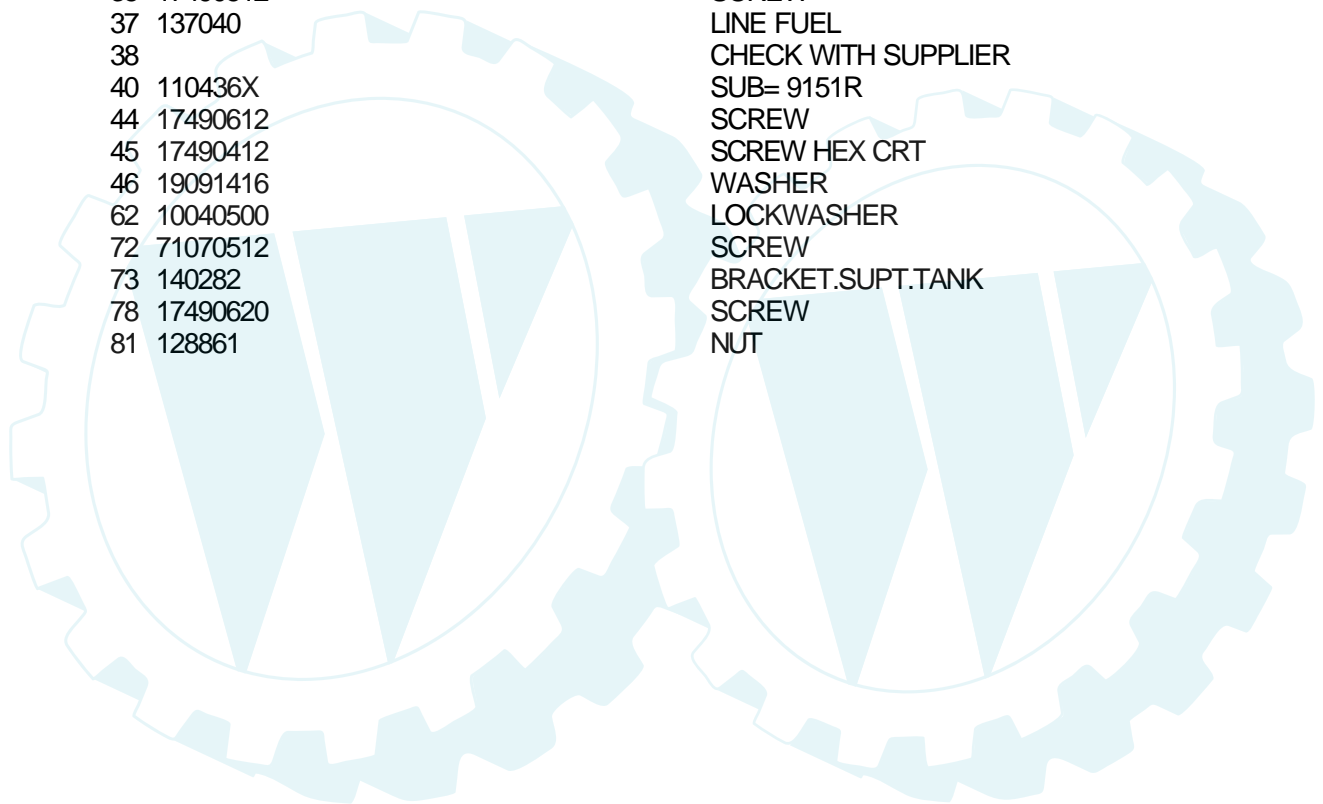 37 137040 LINE FUEL
38 CHECK WITH SUPPLIER
40 110436X SUB= 9151R
44 17490612 SCREW
45 17490412 SCREW HEX CRT
46 19091416 WASHER
62 10040500 LOCKWASHER
72 71070512 SCREW
73 140282 BRACKET.SUPT.TANK
78 17490620 SCREW
81 128861 NUT